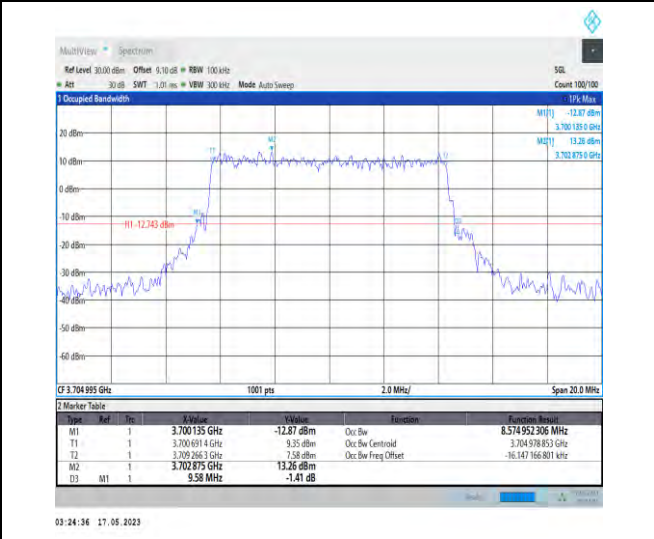 MultiView Spectrum
Ref Level 30.00 dBm Offset 9.10 dB RBW 100 kHz SGL
Att 30 dB SWT 1.01 ms VBW 300 kHz Mode Auto Sweep Count 100/100
1 Occupied Bandwidth 1Pk Max
M1[1] -12.87 dBm
3.700 135 0 GHz
M2[1] 13.26 dBm
3.702 875 0 GHz
20 dBm
M2
T1
10 dBm
0 dBm
-10 dBm
M1
H1 -12.743 dBm
-20 dBm
-30 dBm
-40 dBm
-50 dBm
-60 dBm
CF 3.704 995 GHz 1001 pts 2.0 MHz/ Span 20.0 MHz
2 Marker Table
Type Ref Trc X-Value Y-Value Function Function Result
M1 1 3.700135 GHz -12.87 dBm Occ Bw 8.574 952 306 MHz
T1 1 3.700 691 4 GHz 9.35 dBm Occ Bw Centroid 3.704 978 853 GHz
T2 1 3.709 266 3 GHz 7.58 dBm Occ Bw Freq Offset -16.147 166 801 kHz
M2 1 3.702875 GHz 13.26 dBm
D3 M1 1 9.58 MHz -1.41 dB
03:24:36 17.05.2023